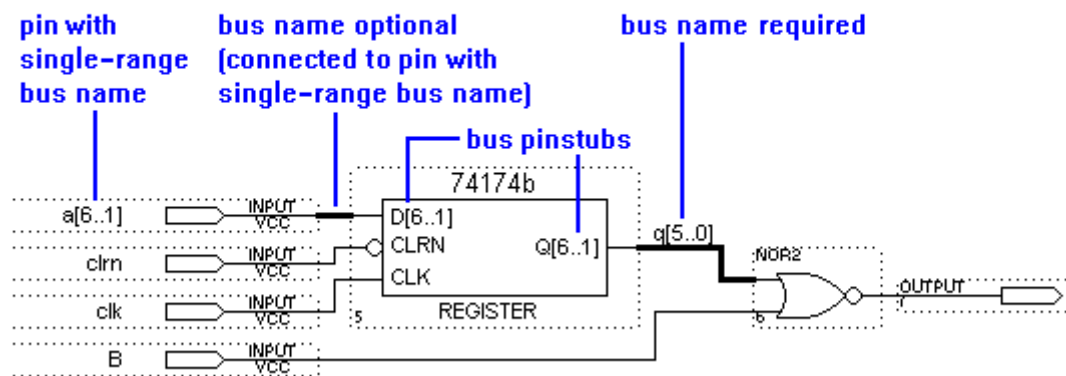 pin with
single-range
bus name
bus name optional
(connected to pin with
single-range bus name)
bus name required
bus pinstubs
74174b
a[6..1]
INPUT
VCC
D[6..1]
CLRN
CLK
Q[6..1]
REGISTER
5
q[5..0]
clrn
INPUT
VCC
clk
INPUT
VCC
B
INPUT
VCC
NOR2
6
OUTPUT